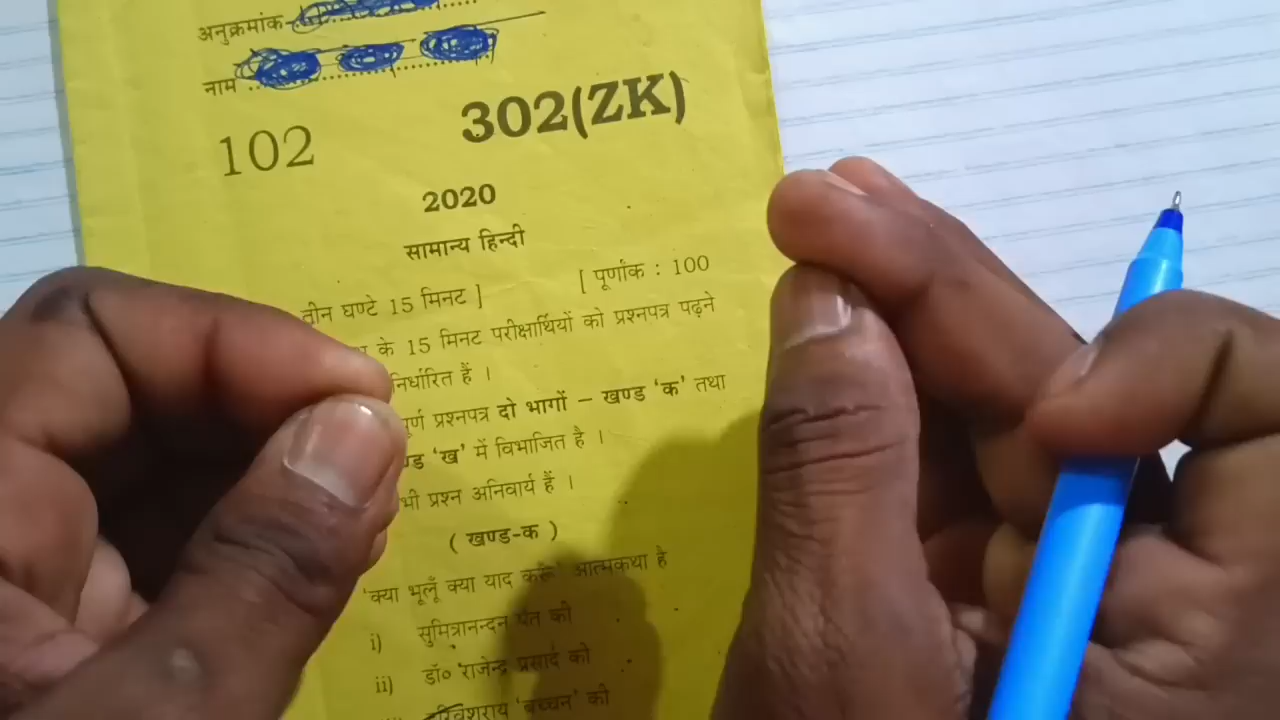 अनुक्रमांक
नाम
102 302(ZK)
2020
सामान्य हिन्दी
तीन घण्टे 15 मिनट ] [ पूर्णांक : 100
के 15 मिनट परीक्षार्थियों को प्रश्नपत्र पढ़ने
निर्धारित हैं ।
प्रश्नपत्र दो भागों – खण्ड 'क' तथा
'ख' में विभाजित है ।
प्रश्न अनिवार्य हैं ।
( खण्ड-क )
'क्या भूलूँ क्या याद करूँ' आत्मकथा है
i) सुमित्रानन्दन पंत की
ii) डॉ० राजेन्द्र प्रसाद की
'बच्चन' की